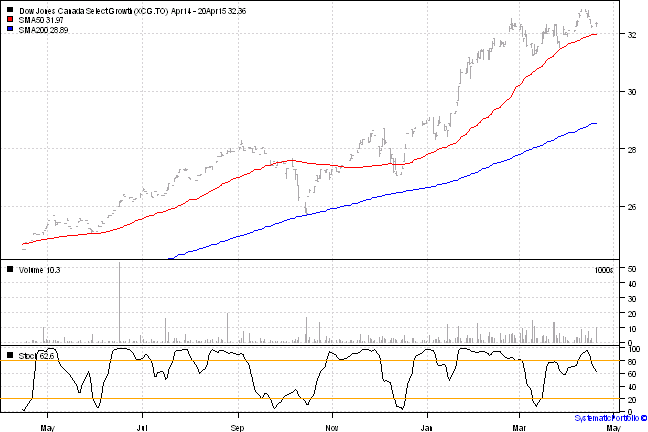 Dow Jones Canada Select Growth (XCG.TO) Apr14 - 20Apr15 32.36
SMA50 31.97
SMA200 28.89
32
30
28
26
Volume 10.3
1000s
50
40
30
20
10
0
Stoch 62.6
100
80
60
40
20
0
May
Jul
Sep
Nov
Jan
Mar
May
SystematicPortfolio ©